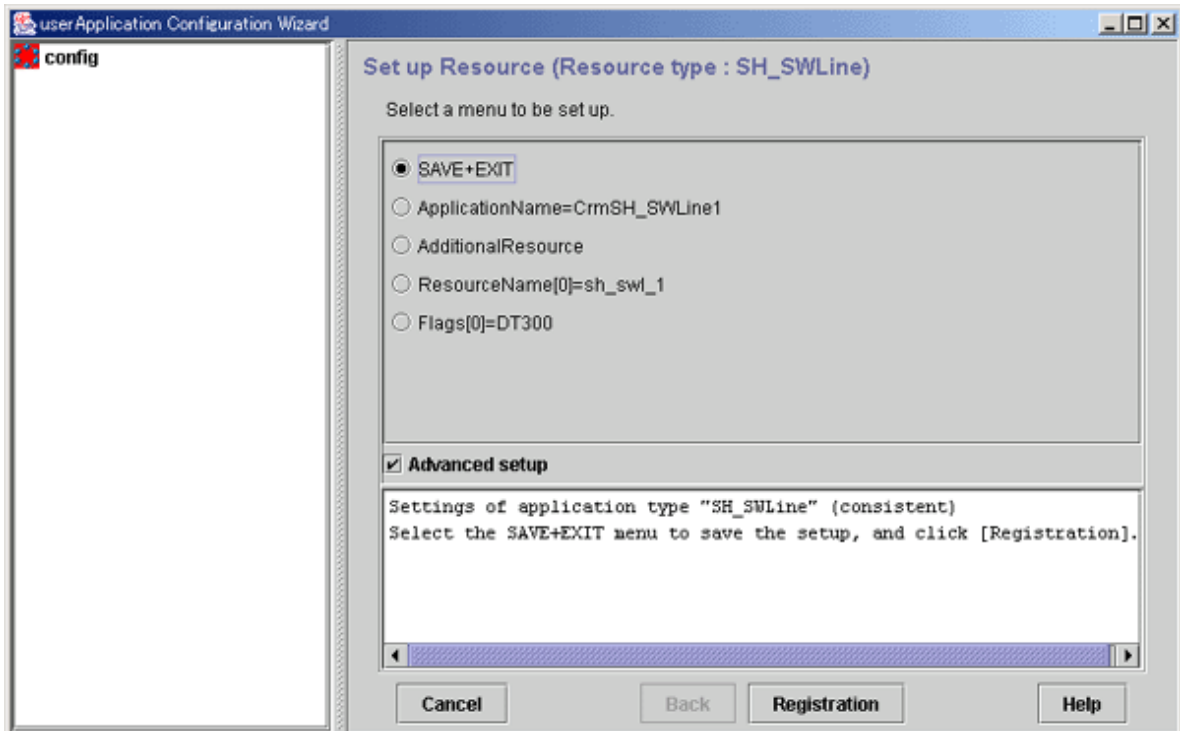 userApplication Configuration Wizard
config
Set up Resource (Resource type : SH_SWLine)
Select a menu to be set up.
SAVE+EXIT
ApplicationName=CrmSH_SWLine1
AdditionalResource
ResourceName[0]=sh_swl_1
Flags[0]=DT300
Advanced setup
Settings of application type "SH_SWLine" (consistent)
Select the SAVE+EXIT menu to save the setup, and click [Registration].
Cancel Back Registration Help